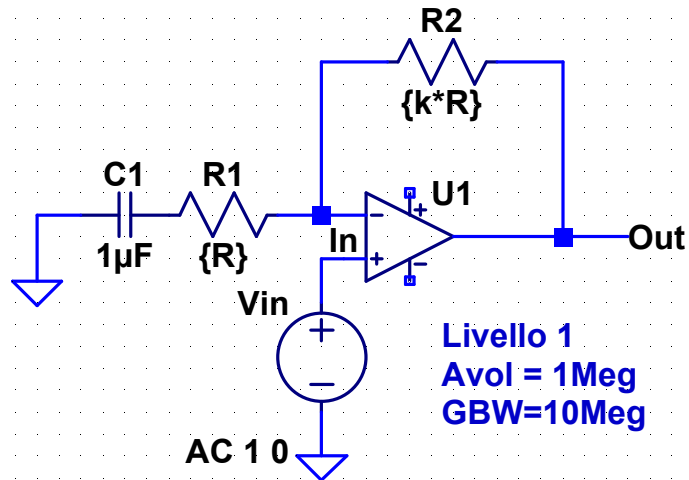 R2
{k*R}
C1
R1
U1
1µF
{R}
In
Out
Vin
Livello 1
Avol = 1Meg
GBW=10Meg
AC 1 0